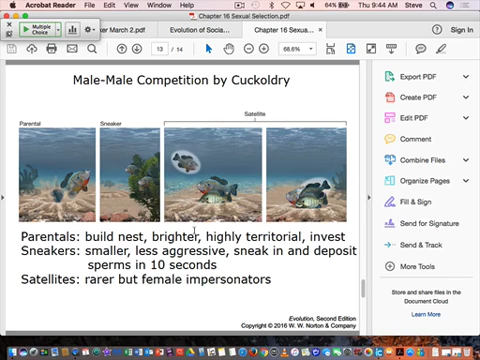 Acrobat Reader File Edit View Window Help 54% Thu 9:44 AM Steve
Chapter 16 Sexual Selection.pdf
Multiple Choice
ker March 2.pdf Evolution of Socia... Chapter 16 Sexua... Sign In
13 / 14 68.6%
Male-Male Competition by Cuckoldry
Satellite
Parental Sneaker
Parentals: build nest, brighter, highly territorial, invest
Sneakers: smaller, less aggressive, sneak in and deposit
sperms in 10 seconds
Satellites: rarer but female impersonators
Evolution, Second Edition
Copyright © 2016 W. W. Norton & Company
Export PDF
Create PDF
Edit PDF
Comment
Combine Files
Organize Pages
Fill & Sign
Send for Signature
Send & Track
More Tools
Store and share files in the
Document Cloud
Learn More